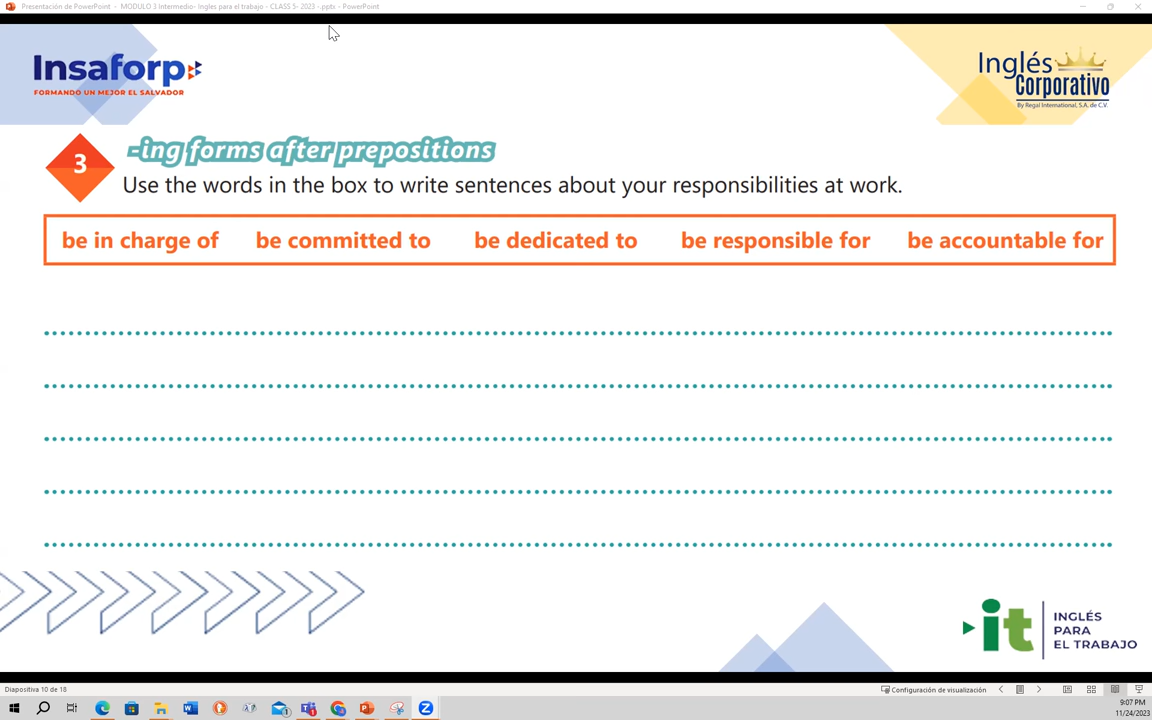 Presentación de PowerPoint - MODULO 3 Intermedio- Ingles para el trabajo - CLASS 5- 2023 -.pptx - PowerPoint
Insaforp
FORMANDO UN MEJOR EL SALVADOR
Inglés
Corporativo
By Regal International, S.A. de C.V.
3
-ing forms after prepositions
Use the words in the box to write sentences about your responsibilities at work.
be in charge of be committed to be dedicated to be responsible for be accountable for
it
INGLÉS
PARA
EL TRABAJO
Diapositiva 10 de 18
Configuración de visualización
9:07 PM
11/24/2023